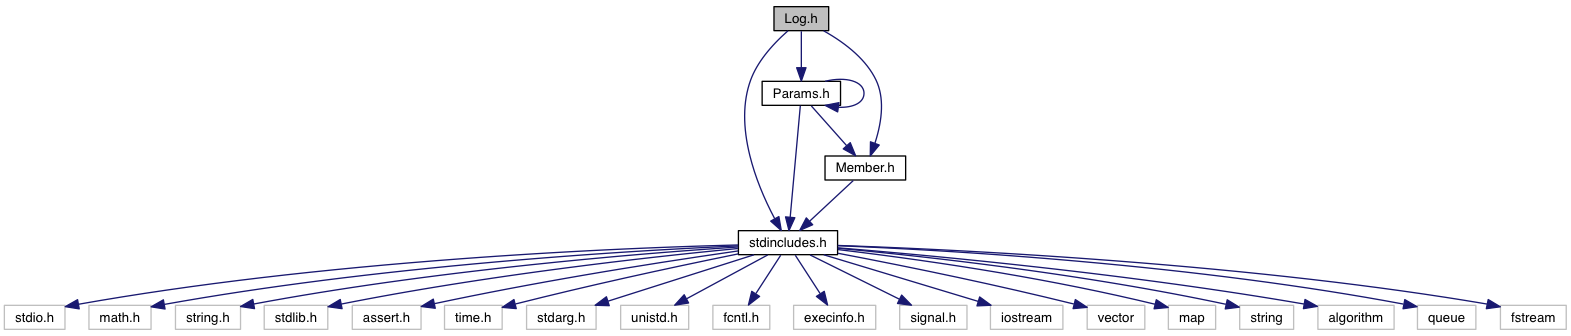 Log.h
Params.h
Member.h
stdincludes.h
stdio.h
math.h
string.h
stdlib.h
assert.h
time.h
stdarg.h
unistd.h
fcntl.h
execinfo.h
signal.h
iostream
vector
map
string
algorithm
queue
fstream